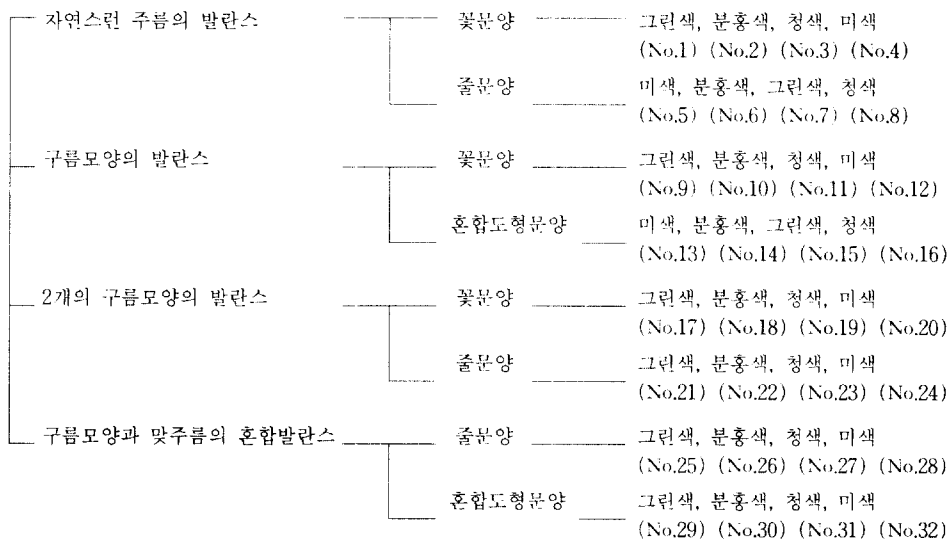 자연스런 주름의 발란스 꽃문양 그린색, 분홍색, 청색, 미색
(No.1) (No.2) (No.3) (No.4)
줄문양 미색, 분홍색, 그린색, 청색
(No.5) (No.6) (No.7) (No.8)
구름모양의 발란스 꽃문양 그린색, 분홍색, 청색, 미색
(No.9) (No.10) (No.11) (No.12)
혼합도형문양 미색, 분홍색, 그린색, 청색
(No.13) (No.14) (No.15) (No.16)
2개의 구름모양의 발란스 꽃문양 그린색, 분홍색, 청색, 미색
(No.17) (No.18) (No.19) (No.20)
줄문양 그린색, 분홍색, 청색, 미색
(No.21) (No.22) (No.23) (No.24)
구름모양과 맞주름의 혼합발란스 줄문양 그린색, 분홍색, 청색, 미색
(No.25) (No.26) (No.27) (No.28)
혼합도형문양 그린색, 분홍색, 청색, 미색
(No.29) (No.30) (No.31) (No.32)